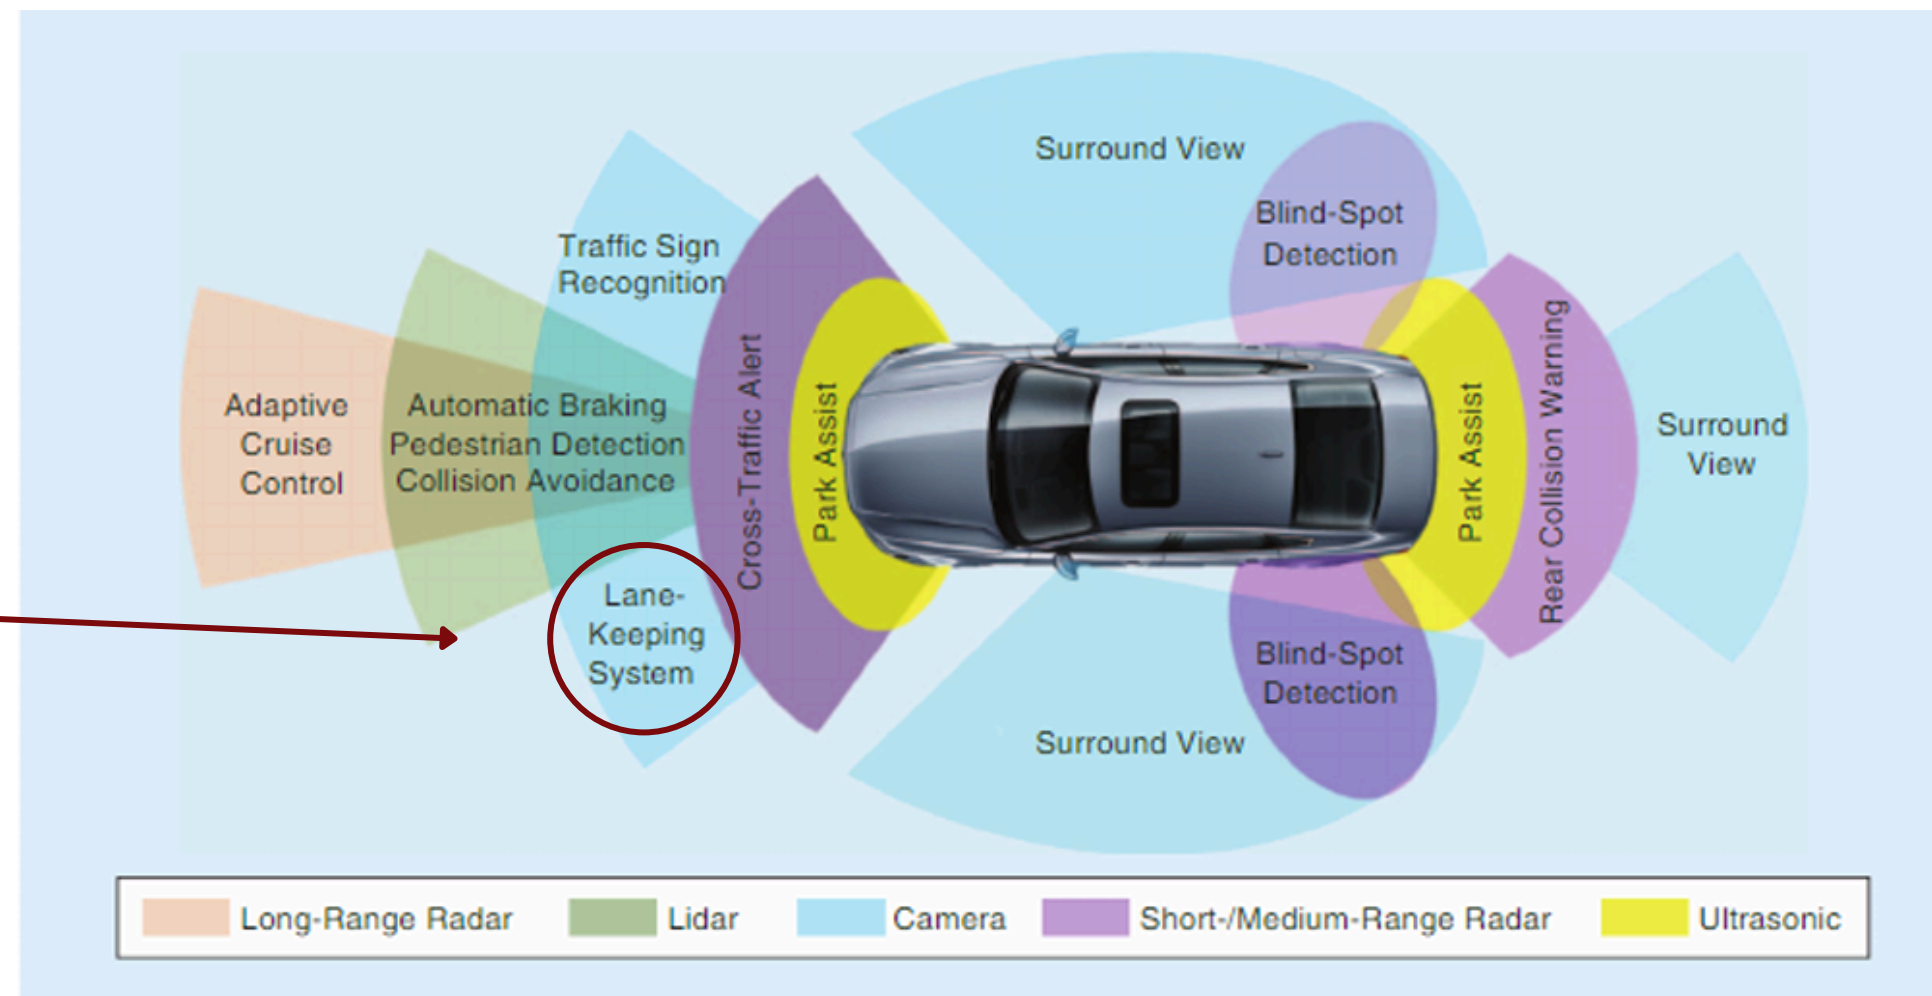 Surround View
Blind-Spot
Detection
Traffic Sign
Recognition
Adaptive
Cruise
Control
Automatic Braking
Pedestrian Detection
Collision Avoidance
Cross-Traffic Alert
Park Assist
Park Assist
Rear Collision Warning
Surround
View
Lane-
Keeping
System
Blind-Spot
Detection
Surround View
Long-Range Radar
Lidar
Camera
Short-/Medium-Range Radar
Ultrasonic